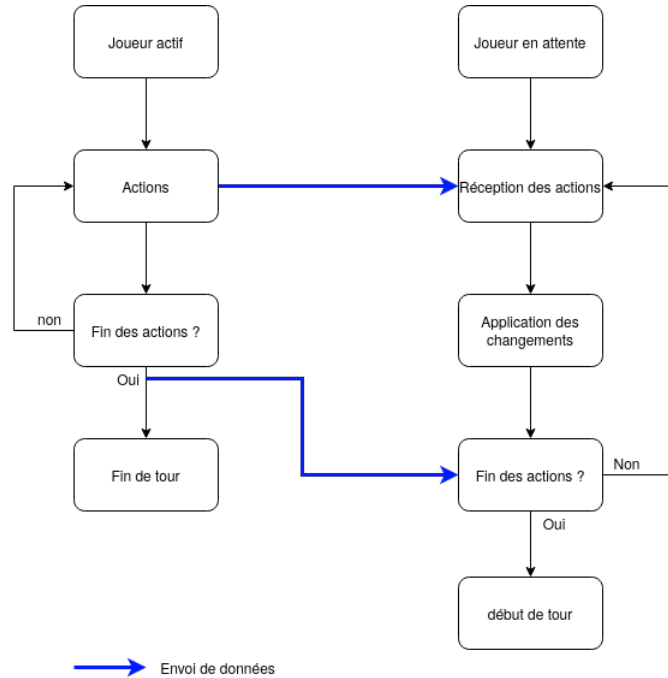 Joueur actif
Joueur en attente
Actions
Réception des actions
non
Fin des actions ?
Application des
changements
Oui
Fin de tour
Fin des actions ?
Non
Oui
début de tour
Envoi de données